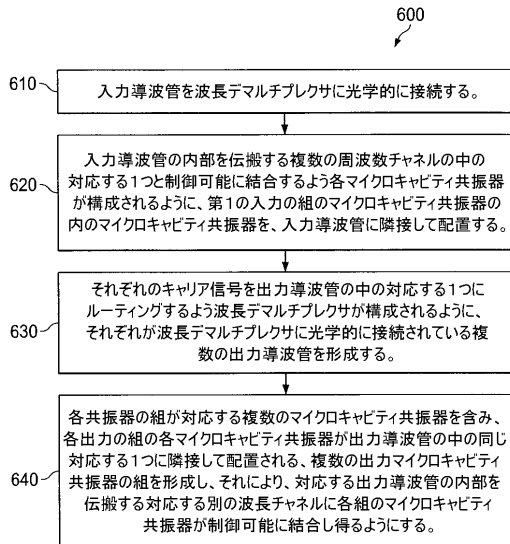 600
610
入力導波管を波長デマルチプレクサに光学的に接続する。
620
入力導波管の内部を伝搬する複数の周波数チャネルの中の
対応する1つと制御可能に結合するよう各マイクロキャビティ共振器
が構成されるように、第1の入力の組のマイクロキャビティ共振器の
内のマイクロキャビティ共振器を、入力導波管に隣接して配置する。
630
それぞれのキャリア信号を出力導波管の中の対応する1つに
ルーティングするよう波長デマルチプレクサが構成されるように、
それぞれが波長デマルチプレクサに光学的に接続されている複
数の出力導波管を形成する。
640
各共振器の組が対応する複数のマイクロキャビティ共振器を含み、
各出力の組の各マイクロキャビティ共振器が出力導波管の中の同じ
対応する1つに隣接して配置される、複数の出力マイクロキャビティ
共振器の組を形成し、それにより、対応する出力導波管の内部を
伝搬する対応する別の波長チャネルに各組のマイクロキャビティ
共振器が制御可能に結合し得るようにする。